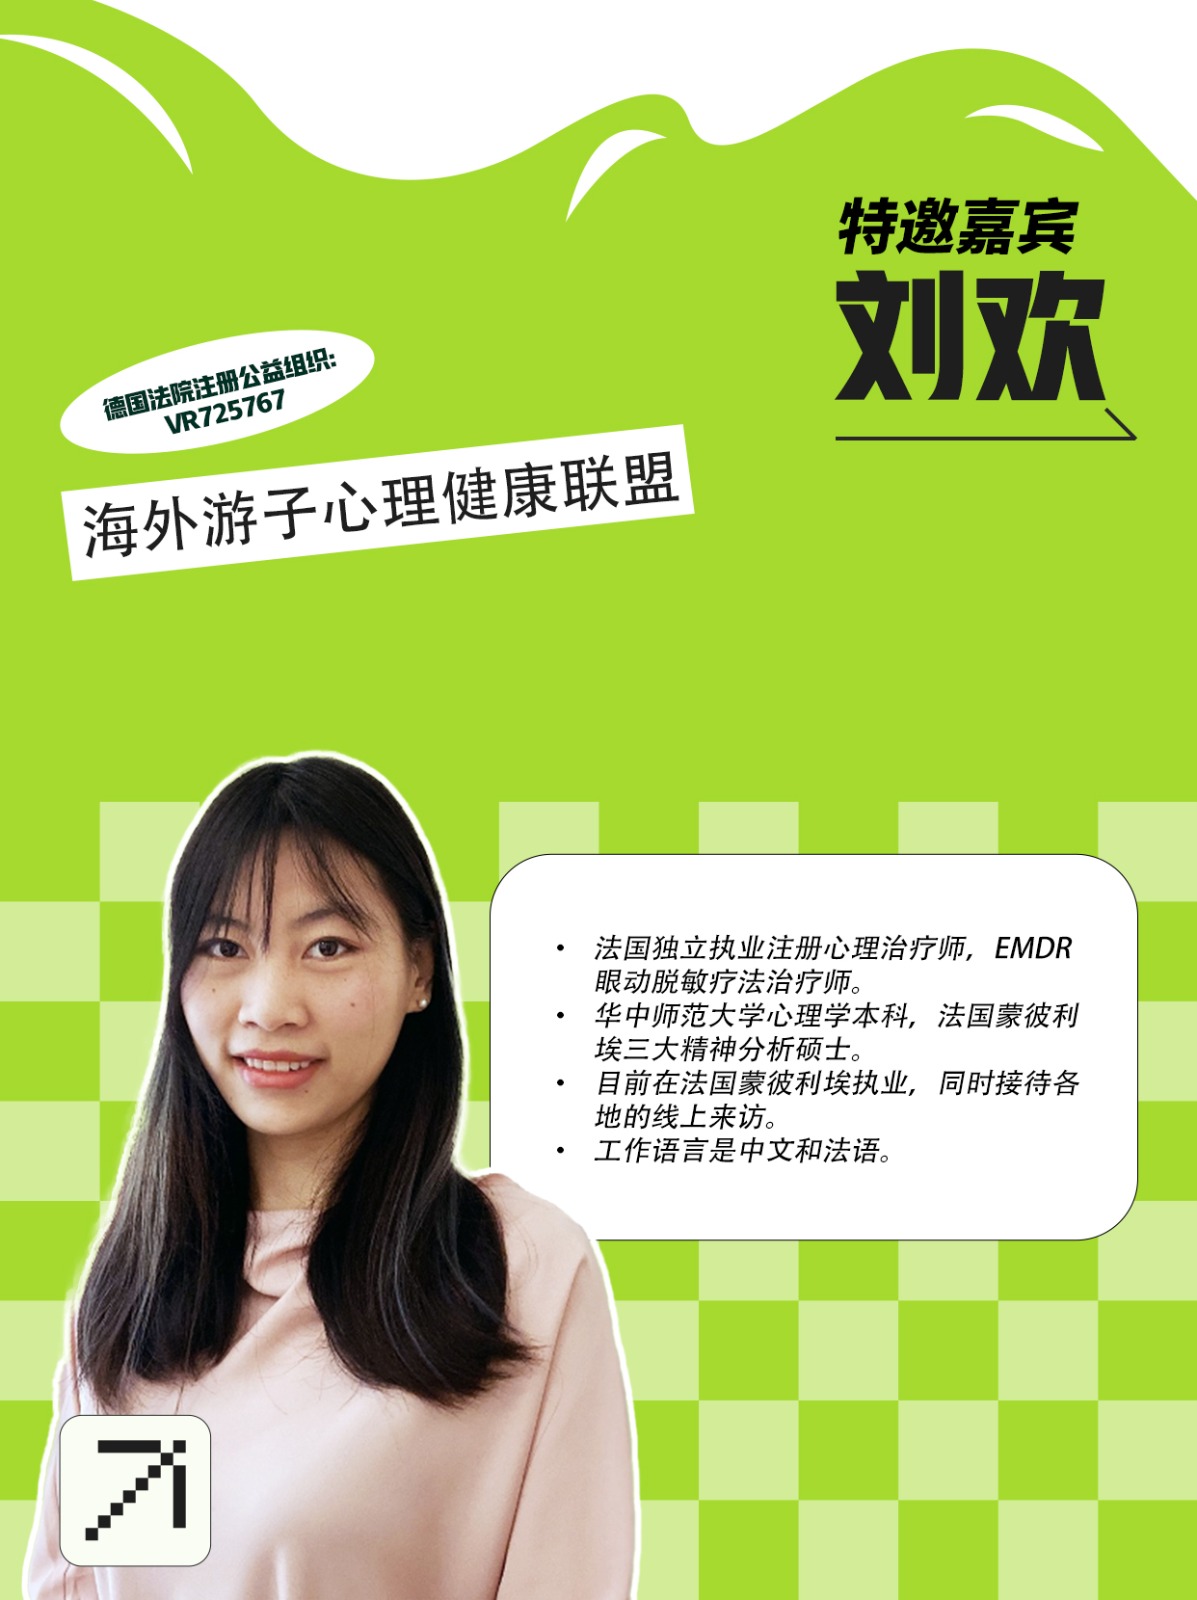 特邀嘉宾
刘欢
德国法院注册公益组织:
VR725767
海外游子心理健康联盟
• 法国独立执业注册心理治疗师，EMDR
眼动脱敏疗法治疗师。
• 华中师范大学心理学本科，法国蒙彼利
埃三大精神分析硕士。
• 目前在法国蒙彼利埃执业，同时接待各
地的线上来访。
• 工作语言是中文和法语。